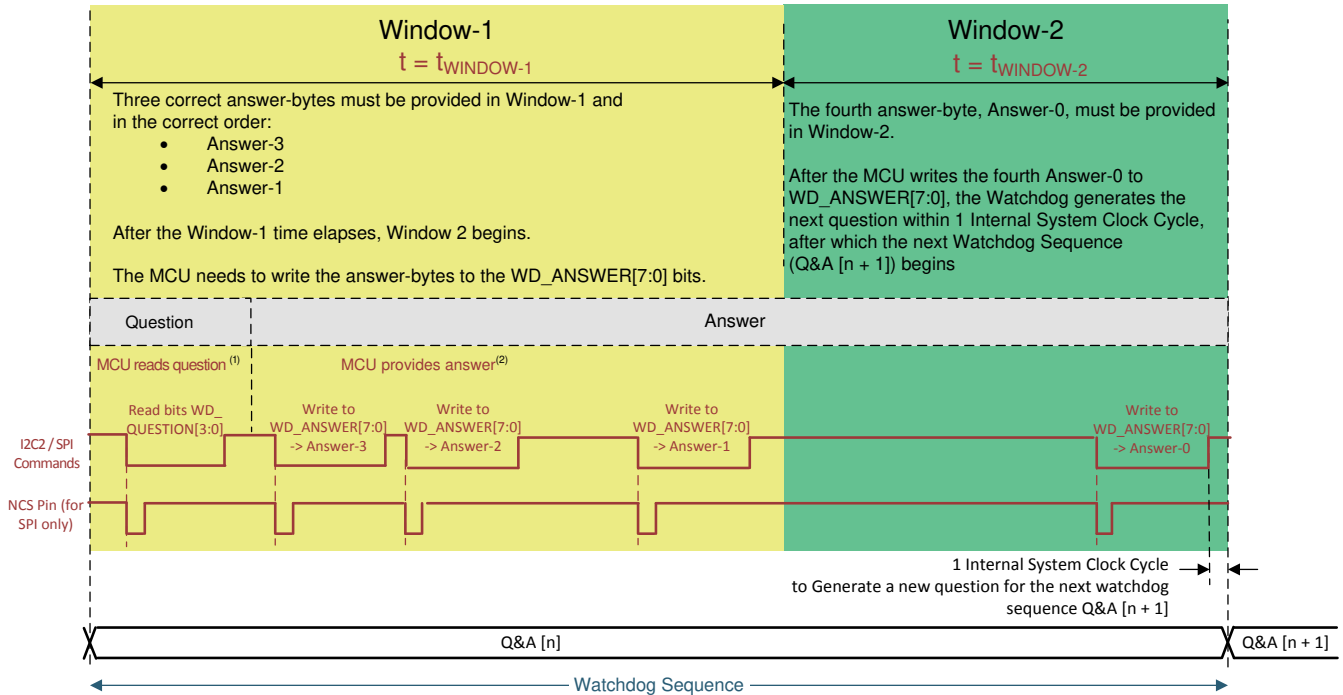 Window-1
t = tWINDOW-1
Three correct answer-bytes must be provided in Window-1 and
in the correct order:
• Answer-3
• Answer-2
• Answer-1
After the Window-1 time elapses, Window 2 begins.
The MCU needs to write the answer-bytes to the WD_ANSWER[7:0] bits.
Window-2
t = tWINDOW-2
The fourth answer-byte, Answer-0, must be provided
in Window-2.
After the MCU writes the fourth Answer-0 to
WD_ANSWER[7:0], the Watchdog generates the
next question within 1 Internal System Clock Cycle,
after which the next Watchdog Sequence
(Q&A [n + 1]) begins
Question
Answer
MCU reads question (1)
MCU provides answer(2)
Read bits WD_
QUESTION[3:0]
Write to
WD_ANSWER[7:0]
-> Answer-3
Write to
WD_ANSWER[7:0]
-> Answer-2
Write to
WD_ANSWER[7:0]
-> Answer-1
Write to
WD_ANSWER[7:0]
-> Answer-0
I2C2 / SPI
Commands
NCS Pin (for
SPI only)
1 Internal System Clock Cycle
to Generate a new question for the next watchdog
sequence Q&A [n + 1]
Q&A [n]
Q&A [n + 1]
Watchdog Sequence